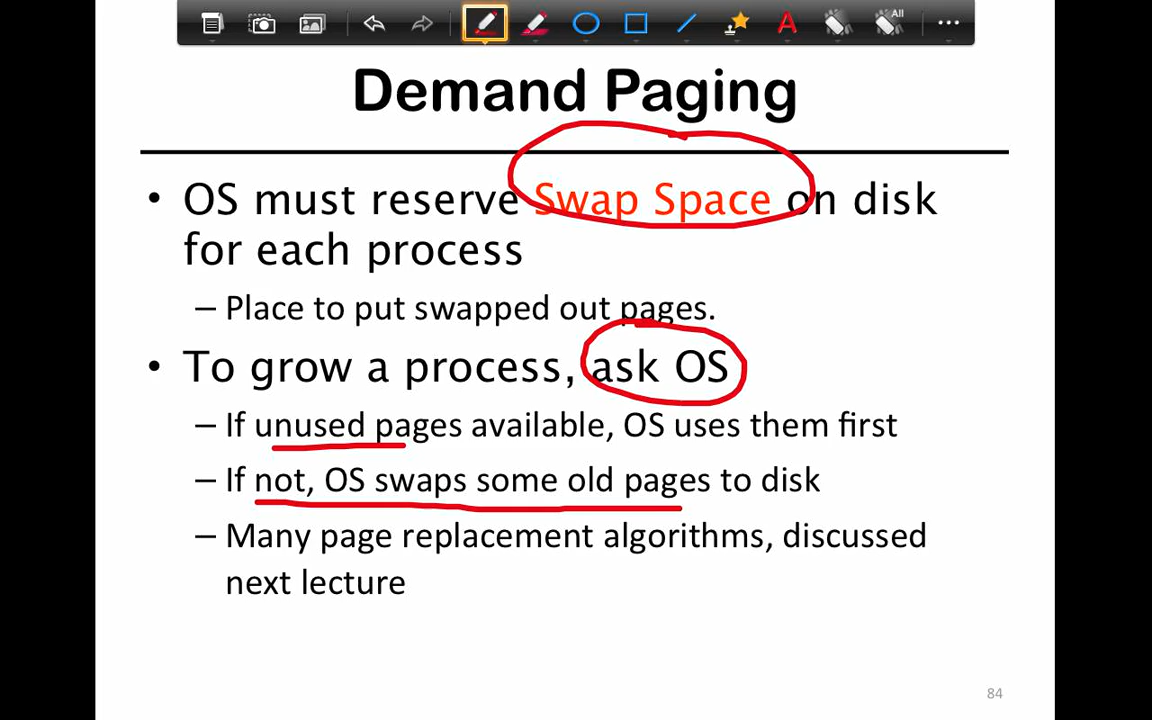 All
A
Demand Paging
• OS must reserve Swap Space on disk
for each process
– Place to put swapped out pages.
• To grow a process, ask OS
– If unused pages available, OS uses them first
– If not, OS swaps some old pages to disk
– Many page replacement algorithms, discussed
next lecture
84